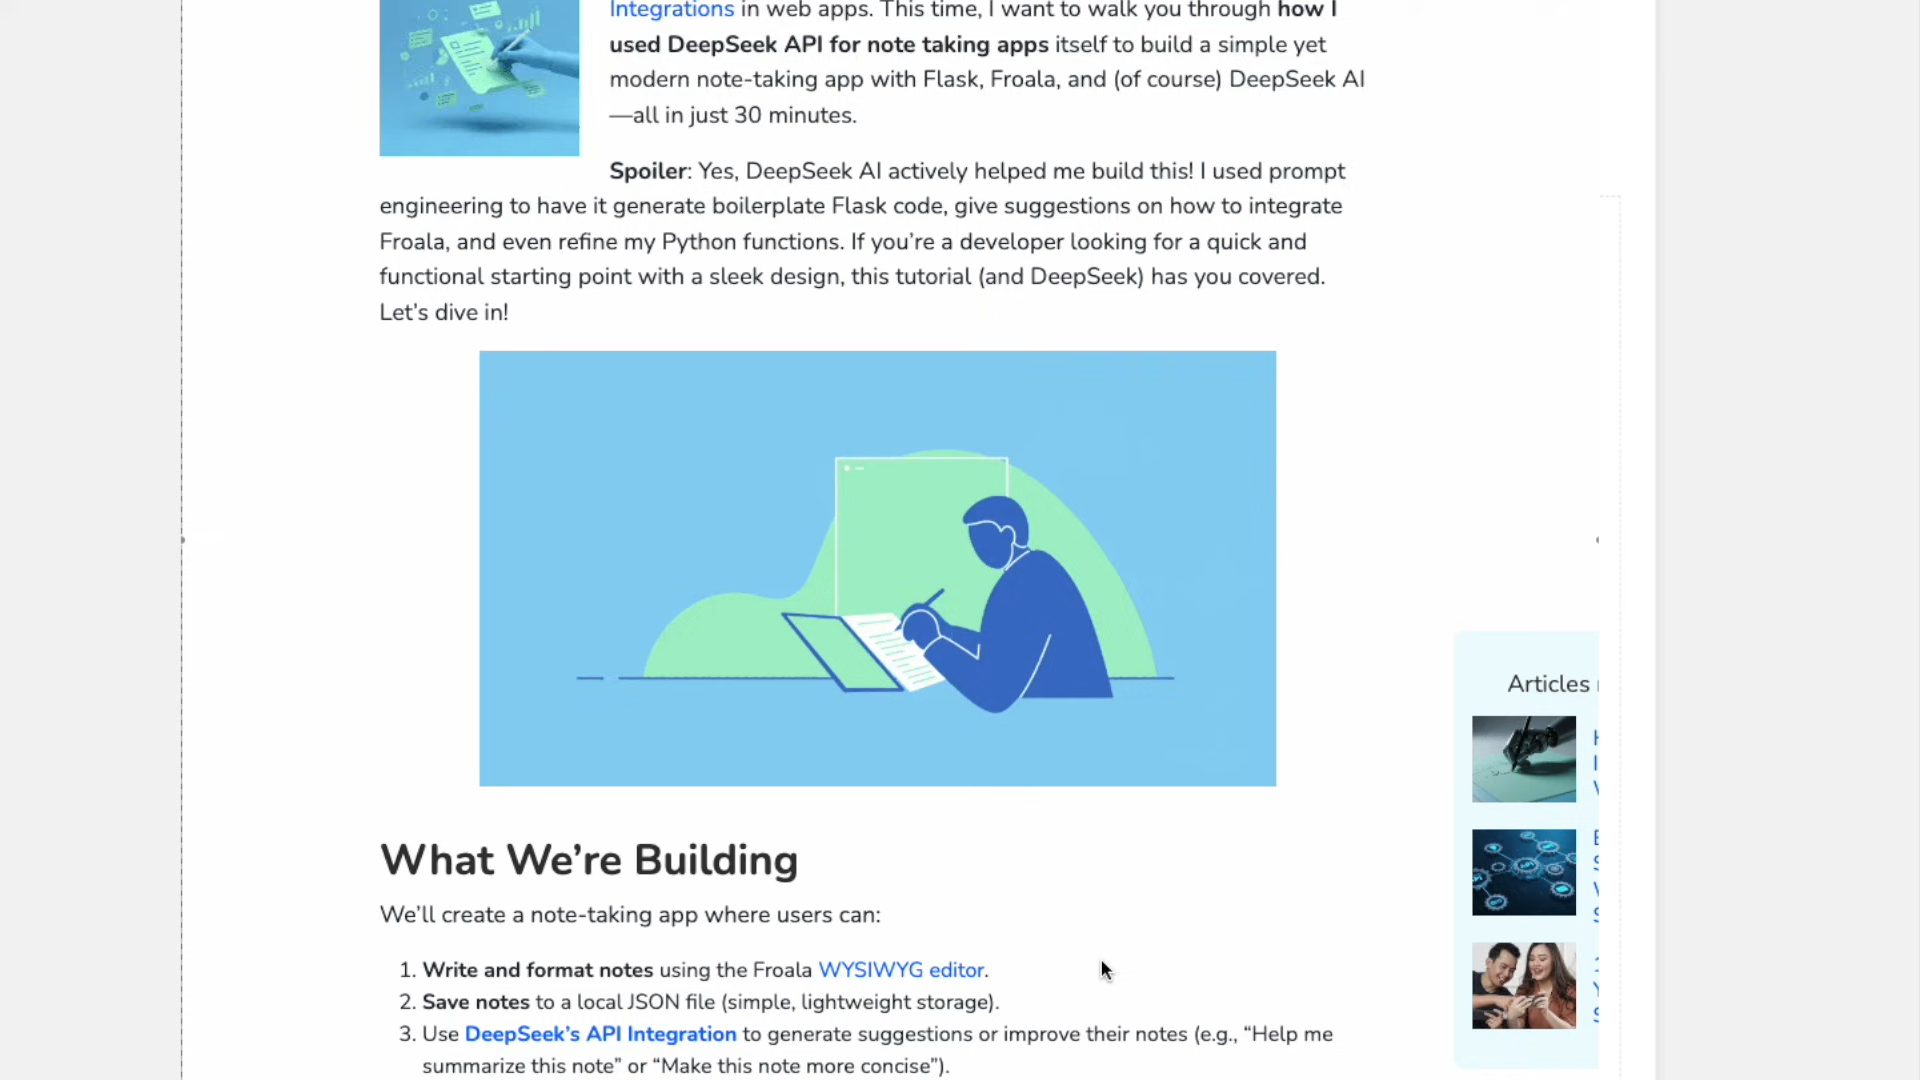 Integrations in web apps. This time, I want to walk you through how I
used DeepSeek API for note taking apps itself to build a simple yet
modern note-taking app with Flask, Froala, and (of course) DeepSeek AI
—all in just 30 minutes.
Spoiler: Yes, DeepSeek AI actively helped me build this! I used prompt
engineering to have it generate boilerplate Flask code, give suggestions on how to integrate
Froala, and even refine my Python functions. If you’re a developer looking for a quick and
functional starting point with a sleek design, this tutorial (and DeepSeek) has you covered.
Let’s dive in!
What We’re Building
We’ll create a note-taking app where users can:
1. Write and format notes using the Froala WYSIWYG editor.
2. Save notes to a local JSON file (simple, lightweight storage).
3. Use DeepSeek’s API Integration to generate suggestions or improve their notes (e.g., “Help me
summarize this note” or “Make this note more concise”).
Articles